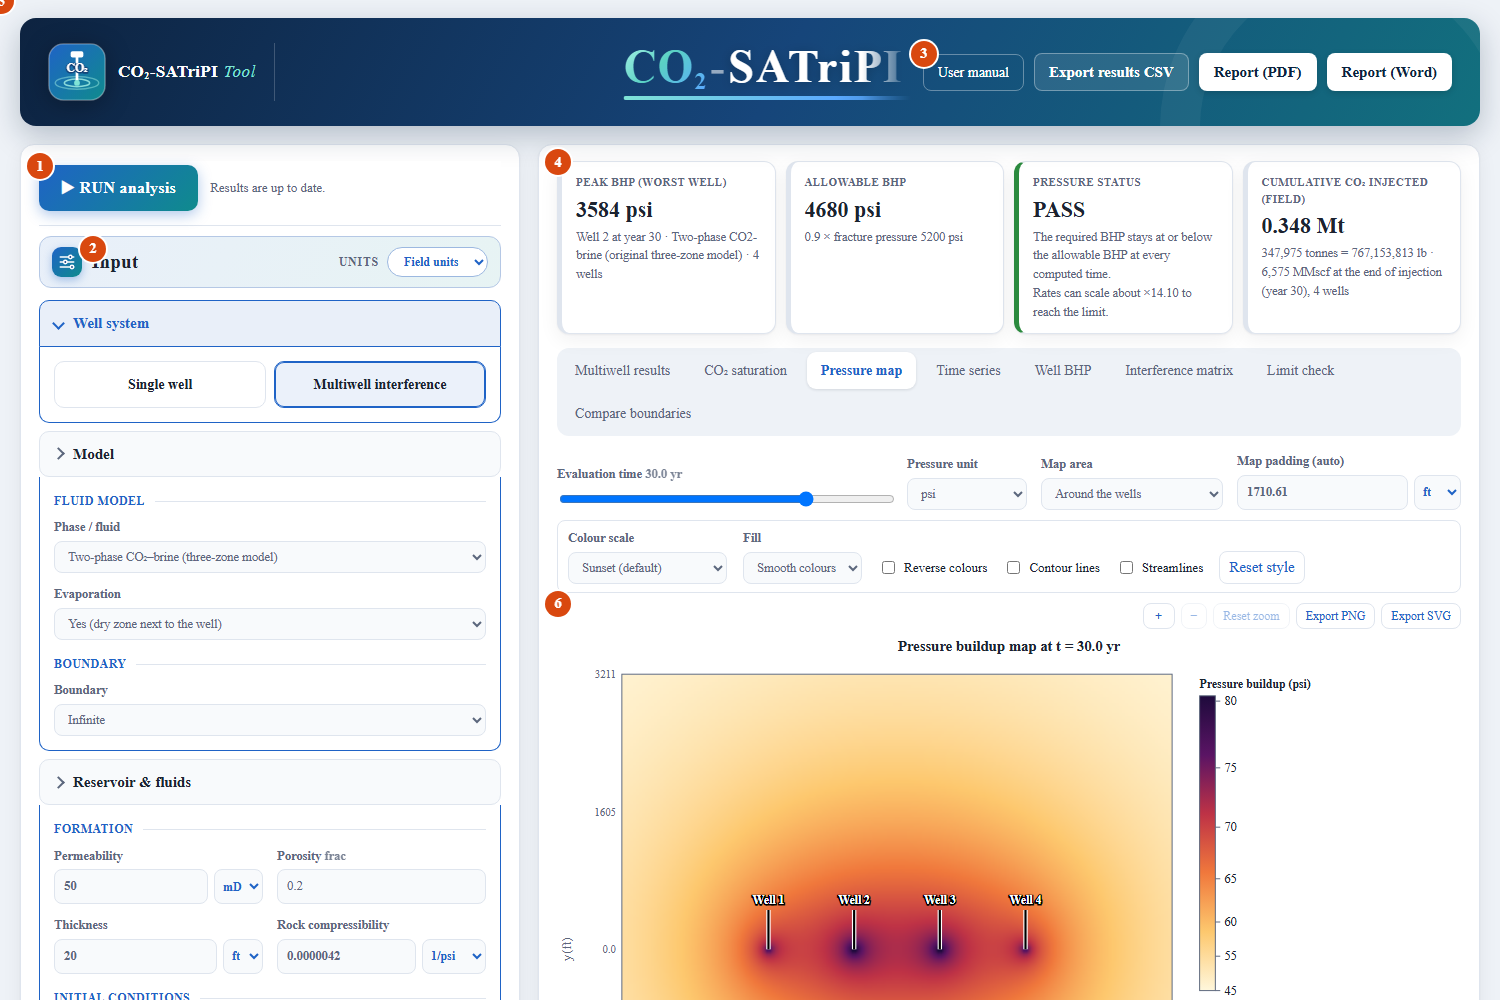 CO₂
CO₂-SATriPI Tool
CO₂-SATriPI
3
User manual
Export results CSV
Report (PDF)
Report (Word)
1
▶ RUN analysis
Results are up to date.
2
Input
UNITS
Field units
Well system
Single well
Multiwell interference
Model
FLUID MODEL
Phase / fluid
Two-phase CO₂–brine (three-zone model)
Evaporation
Yes (dry zone next to the well)
BOUNDARY
Boundary
Infinite
Reservoir & fluids
FORMATION
Permeability
Porosity frac
50
mD
0.2
Thickness
Rock compressibility
20
ft
0.0000042
1/psi
INITIAL CONDITIONS
4
PEAK BHP (WORST WELL)
3584 psi
Well 2 at year 30 · Two-phase CO2-
brine (original three-zone model) · 4
wells
ALLOWABLE BHP
4680 psi
0.9 × fracture pressure 5200 psi
PRESSURE STATUS
PASS
The required BHP stays at or below
the allowable BHP at every
computed time.
Rates can scale about ×14.10 to
reach the limit.
CUMULATIVE CO₂ INJECTED
(FIELD)
0.348 Mt
347,975 tonnes = 767,153,813 lb ·
6,575 MMscf at the end of injection
(year 30), 4 wells
Multiwell results
CO₂ saturation
Pressure map
Time series
Well BHP
Interference matrix
Limit check
Compare boundaries
Evaluation time 30.0 yr
Pressure unit
psi
Map area
Around the wells
Map padding (auto)
1710.61
ft
Colour scale
Sunset (default)
Fill
Smooth colours
Reverse colours
Contour lines
Streamlines
Reset style
6
+
−
Reset zoom
Export PNG
Export SVG
Pressure buildup map at t = 30.0 yr
3211
1605
0.0
y(ft)
Well 1
Well 2
Well 3
Well 4
Pressure buildup (psi)
80
75
70
65
60
55
45